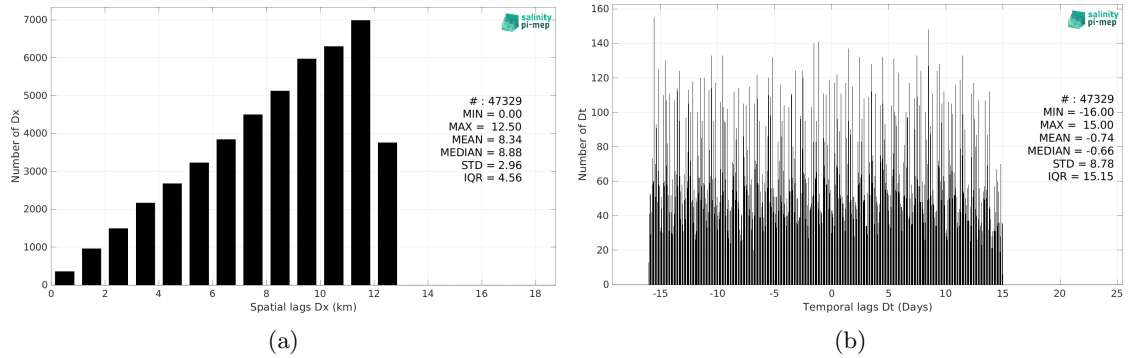 Number of Dx
7000
6000
5000
4000
3000
2000
1000
0
0 2 4 6 8 10 12 14 16 18
Spatial lags Dx (km)
salinity
pi-mep
# : 47329
MIN = 0.00
MAX = 12.50
MEAN = 8.34
MEDIAN = 8.88
STD = 2.96
IQR = 4.56
(a)
Number of Dt
160
140
120
100
80
60
40
20
0
-15 -10 -5 0 5 10 15 20 25
Temporal lags Dt (Days)
salinity
pi-mep
# : 47329
MIN = -16.00
MAX = 15.00
MEAN = -0.74
MEDIAN = -0.66
STD = 8.78
IQR = 15.15
(b)